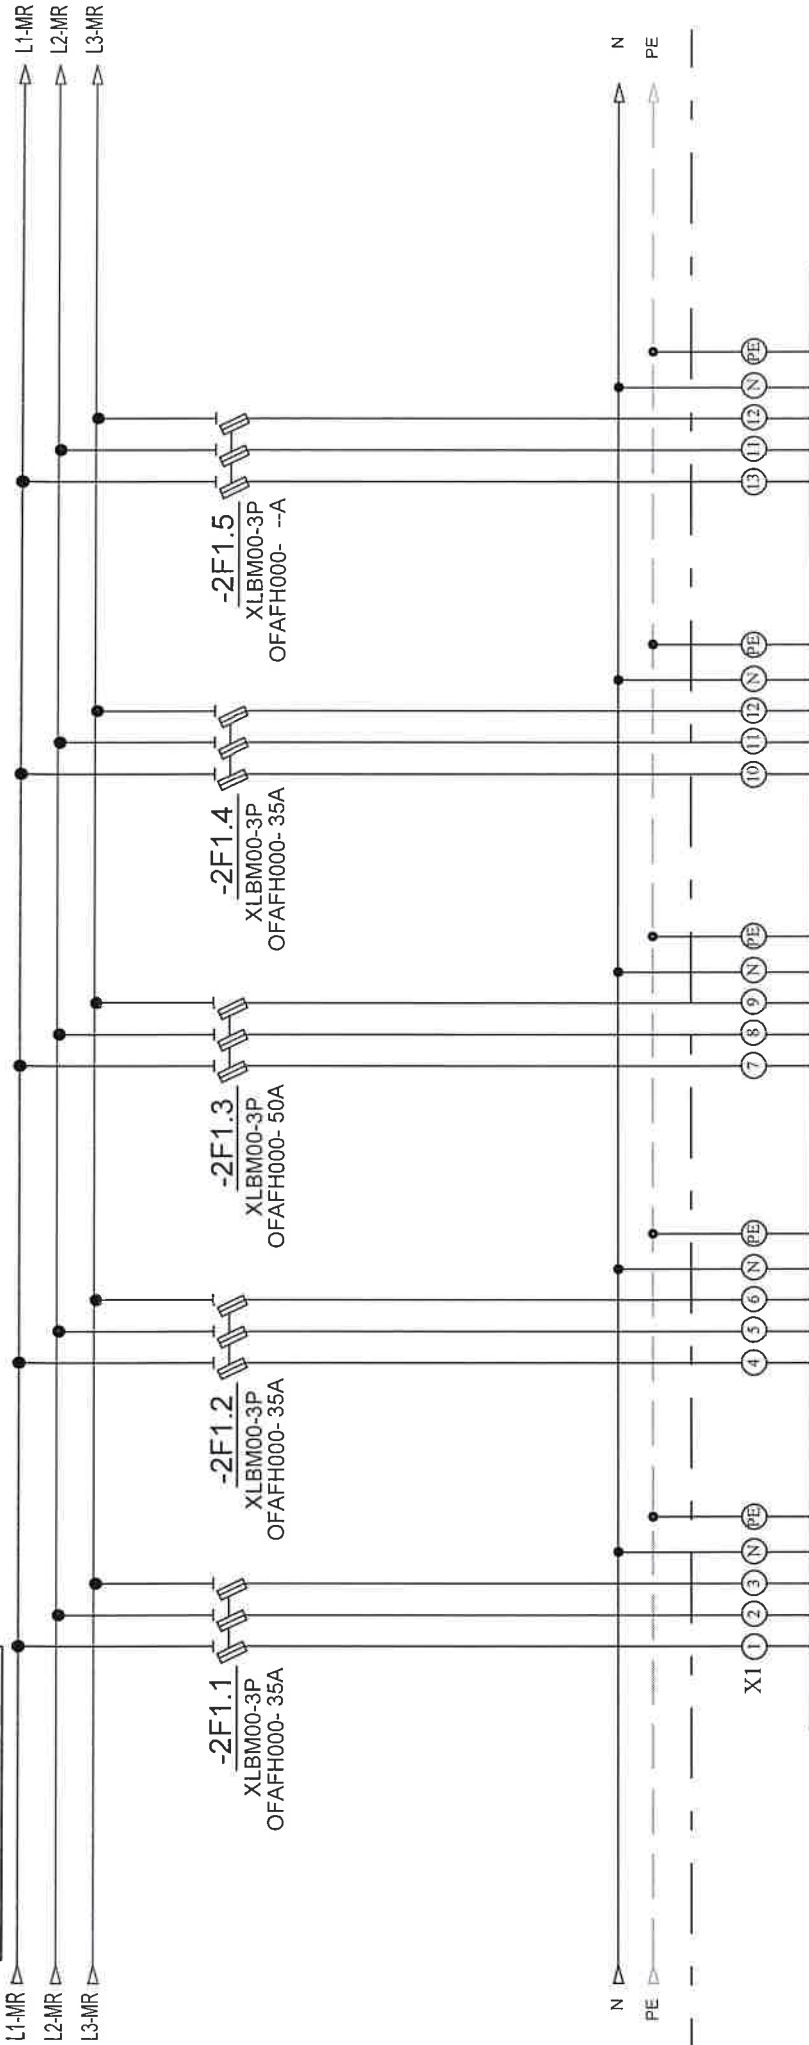 L1-MR
L2-MR
L3-MR
L1-MR
L2-MR
L3-MR
-2F1.1
XLBM00-3P
OFAFH000- 35A
-2F1.2
XLBM00-3P
OFAFH000- 35A
-2F1.3
XLBM00-3P
OFAFH000- 50A
-2F1.4
XLBM00-3P
OFAFH000- 35A
-2F1.5
XLBM00-3P
OFAFH000- --A
N
PE
N
PE
X1 1 2 3 N PE 4 5 6 N PE 7 8 9 N PE 10 11 12 N PE 13 11 12 N PE